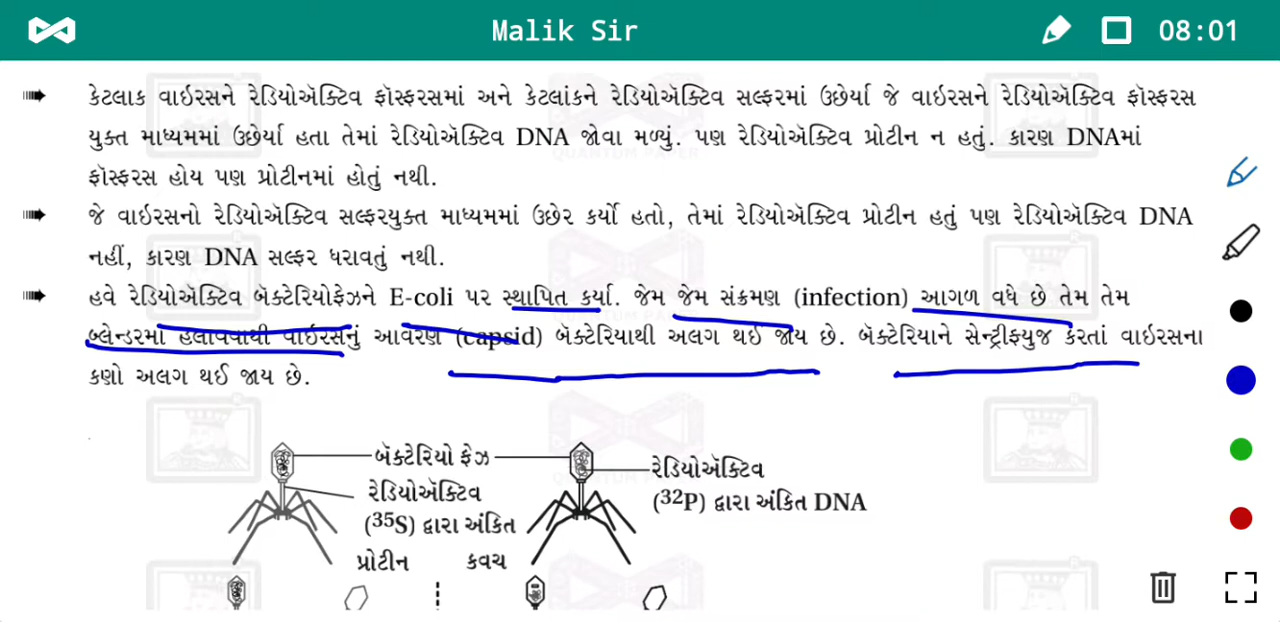 Malik Sir
08:01
કેટલાક વાઇરસને રેડિયોઍક્ટિવ ફૉસ્ફરસમાં અને કેટલાંકને રેડિયોઍક્ટિવ સલ્ફરમાં ઉછેર્યા જે વાઇરસને રેડિયોઍક્ટિવ ફૉસ્ફરસ
યુક્ત માધ્યમમાં ઉછેર્યા હતા તેમાં રેડિયોઍક્ટિવ DNA જોવા મળ્યું. પણ રેડિયોઍક્ટિવ પ્રોટીન ન હતું. કારણ DNAમાં
ફૉસ્ફરસ હોય પણ પ્રોટીનમાં હોતું નથી.
જે વાઇરસનો રેડિયોઍક્ટિવ સલ્ફરયુક્ત માધ્યમમાં ઉછેર કર્યો હતો, તેમાં રેડિયોઍક્ટિવ પ્રોટીન હતું પણ રેડિયોઍક્ટિવ DNA
નહીં, કારણ DNA સલ્ફર ધરાવતું નથી.
હવે રેડિયોઍક્ટિવ બૅક્ટેરિયોફેઝને E-coli પર સ્થાપિત કર્યા. જેમ જેમ સંક્રમણ (infection) આગળ વધે છે તેમ તેમ
બ્લેન્ડરમાં હલાવવાથી વાઇરસનું આવરણ (capsid) બૅક્ટેરિયાથી અલગ થઈ જાય છે. બૅક્ટેરિયાને સેન્ટ્રીફ્યુજ કરતાં વાઇરસના
કણો અલગ થઈ જાય છે.
બૅક્ટેરિયો ફેઝ
રેડિયોઍક્ટિવ
(32P) દ્વારા અંકિત DNA
રેડિયોઍક્ટિવ
(35S) દ્વારા અંકિત
પ્રોટીન કવચ
QUANTUM PAPER